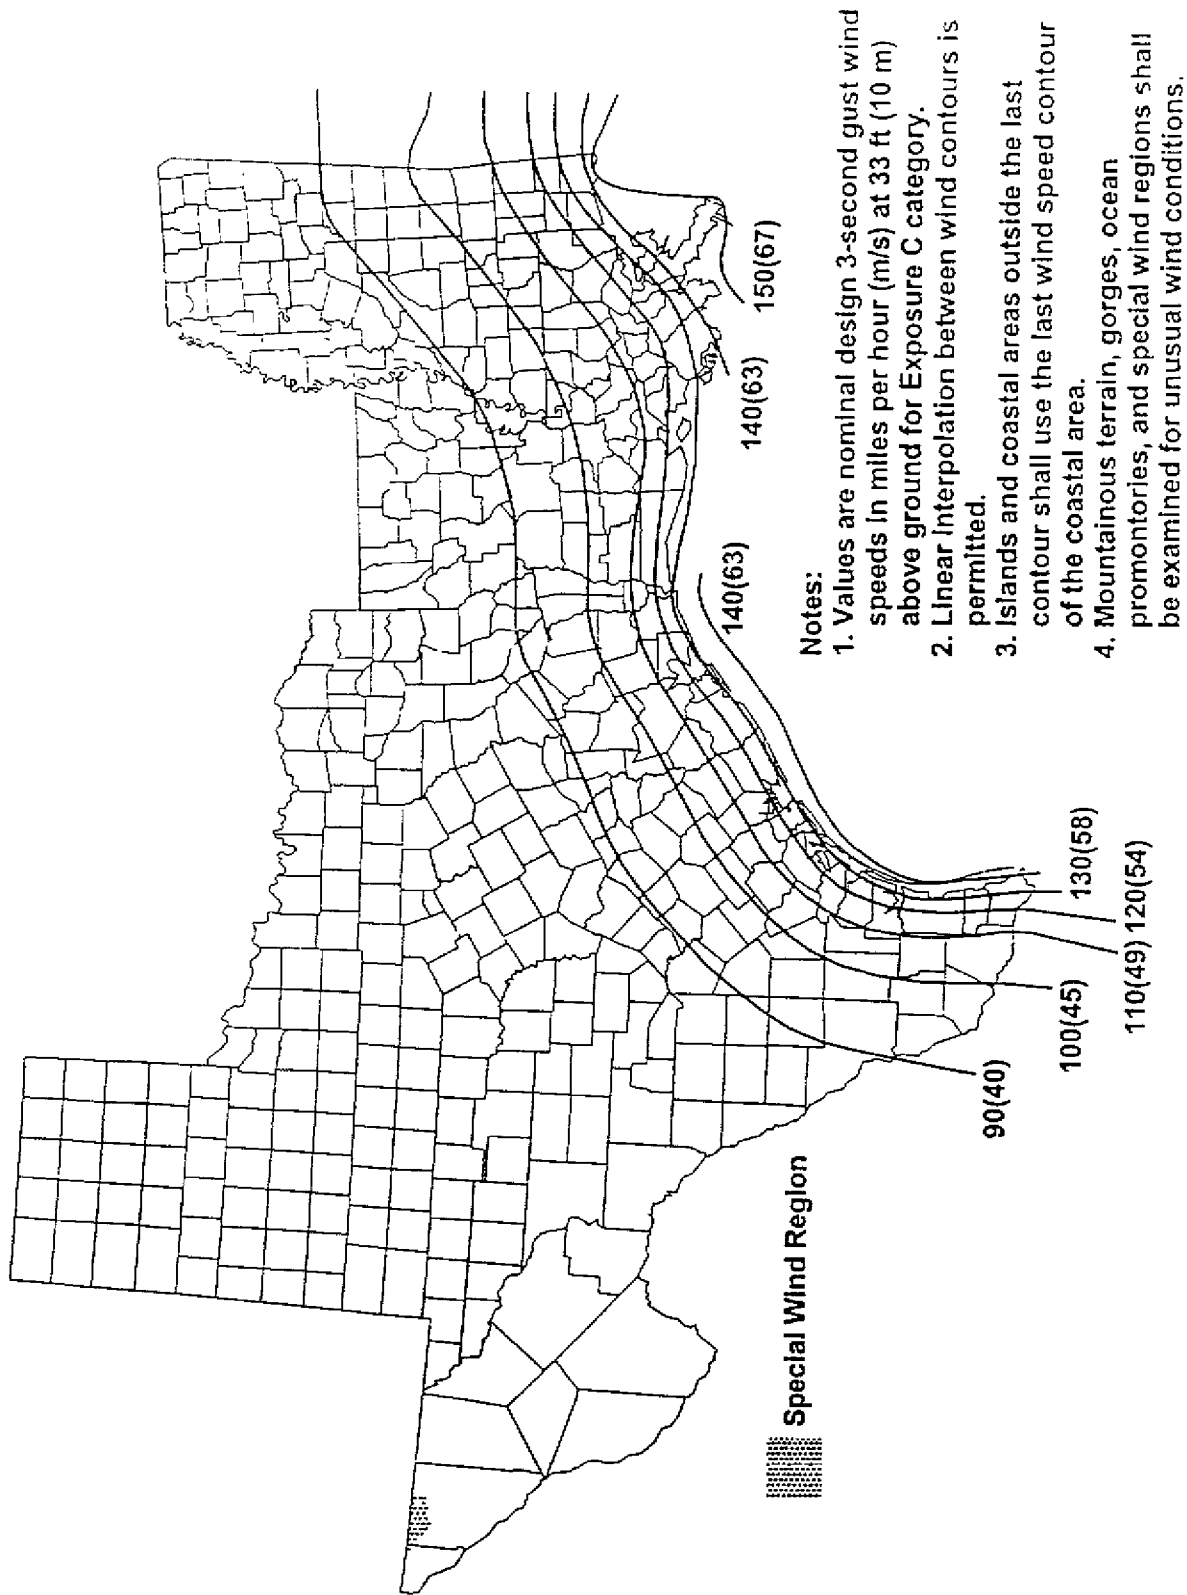 150(67)
140(63)
140(63)
130(58)
120(54)
110(49)
100(45)
90(40)
Special Wind Region
Notes:
1. Values are nominal design 3-second gust wind
speeds in miles per hour (m/s) at 33 ft (10 m)
above ground for Exposure C category.
2. Linear Interpolation between wind contours is
permitted.
3. Islands and coastal areas outside the last
contour shall use the last wind speed contour
of the coastal area.
4. Mountainous terrain, gorges, ocean
promontories, and special wind regions shall
be examined for unusual wind conditions.